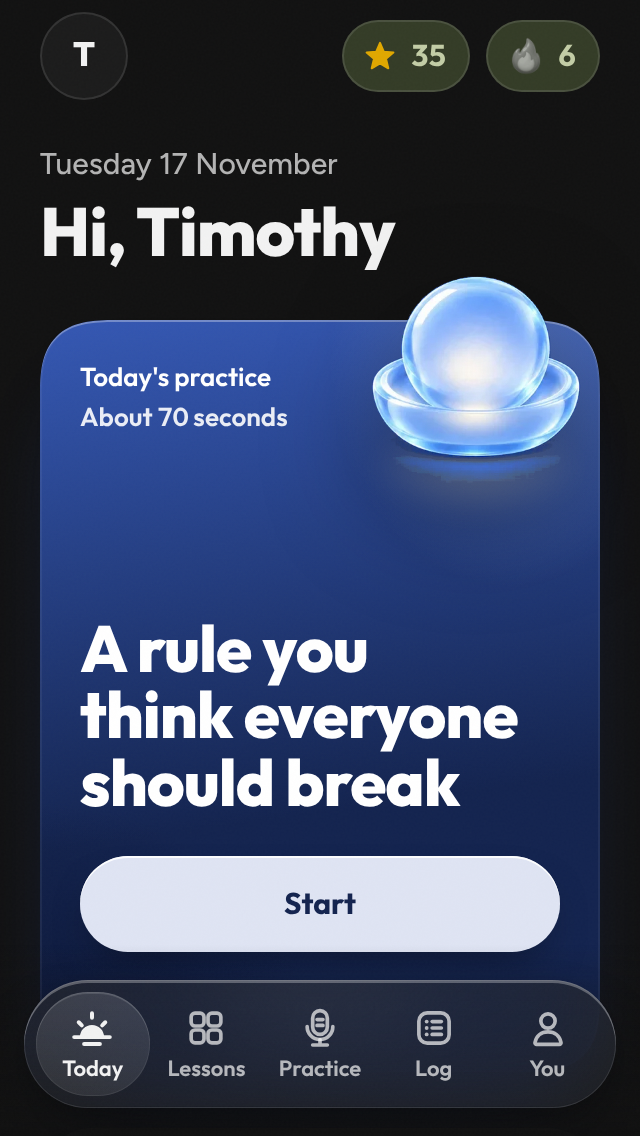 T
35
6
Tuesday 17 November
Hi, Timothy
Today's practice
About 70 seconds
A rule you
think everyone
should break
Start
Today
Lessons
Practice
Log
You